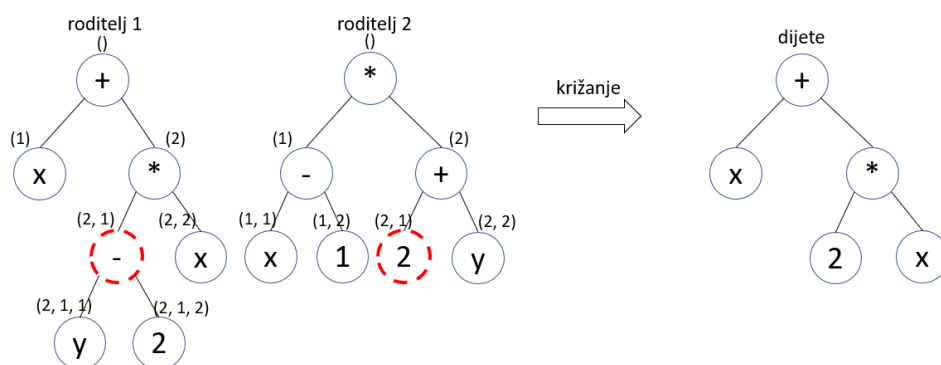 roditelj 1
()
+
(1)
(2)
x
*
(2, 1)
(2, 2)
-
x
(2, 1, 1)
(2, 1, 2)
y
2
roditelj 2
()
*
(1)
(2)
-
+
(1, 1)
(1, 2)
(2, 1)
(2, 2)
x
1
2
y
križanje
dijete
+
x
*
2
x